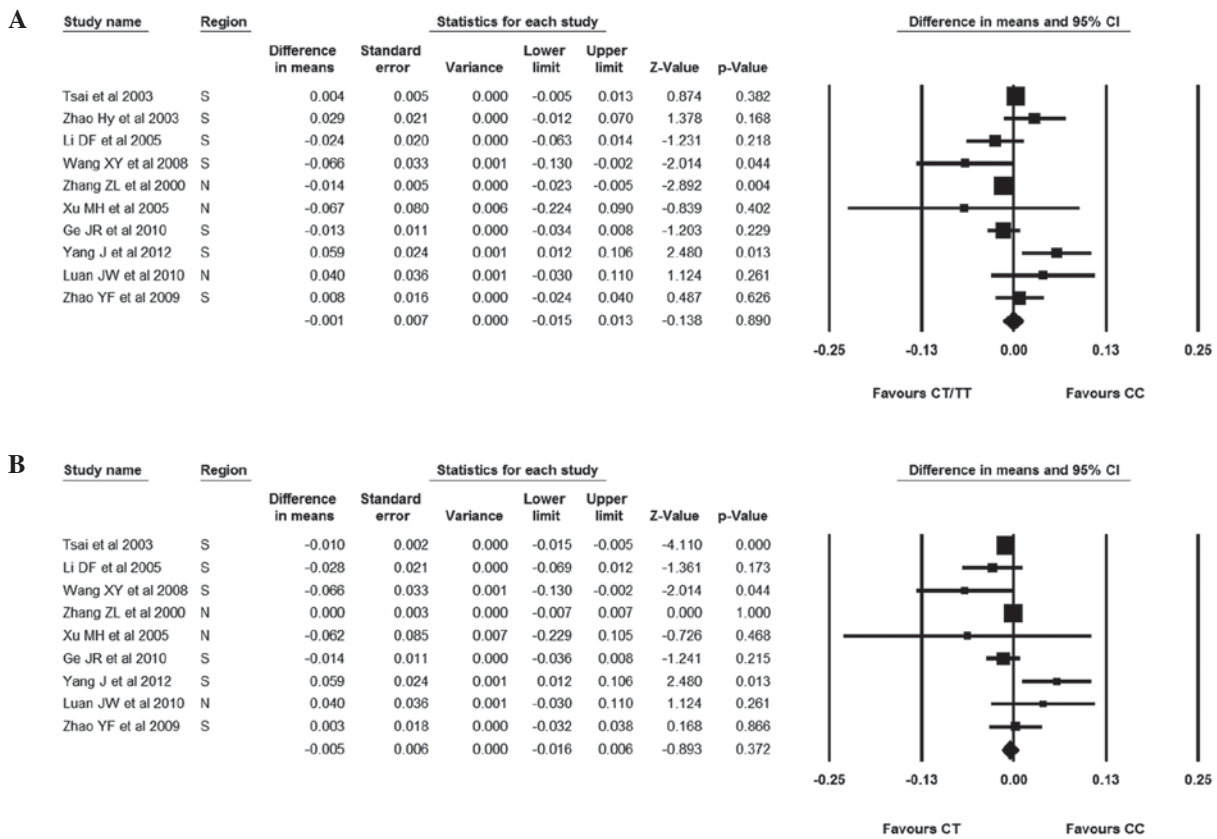 A
Study name Region Statistics for each study Difference in means and 95% CI
Difference Standard Lower Upper
in means error Variance limit limit Z-Value p-Value
Tsai et al 2003 S 0.004 0.005 0.000 -0.005 0.013 0.874 0.382
Zhao Hy et al 2003 S 0.029 0.021 0.000 -0.012 0.070 1.378 0.168
Li DF et al 2005 S -0.024 0.020 0.000 -0.063 0.014 -1.231 0.218
Wang XY et al 2008 S -0.066 0.033 0.001 -0.130 -0.002 -2.014 0.044
Zhang ZL et al 2000 N -0.014 0.005 0.000 -0.023 -0.005 -2.892 0.004
Xu MH et al 2005 N -0.067 0.080 0.006 -0.224 0.090 -0.839 0.402
Ge JR et al 2010 S -0.013 0.011 0.000 -0.034 0.008 -1.203 0.229
Yang J et al 2012 S 0.059 0.024 0.001 0.012 0.106 2.480 0.013
Luan JW et al 2010 N 0.040 0.036 0.001 -0.030 0.110 1.124 0.261
Zhao YF et al 2009 S 0.008 0.016 0.000 -0.024 0.040 0.487 0.626
-0.001 0.007 0.000 -0.015 0.013 -0.138 0.890
-0.25 -0.13 0.00 0.13 0.25
Favours CT/TT Favours CC
B
Study name Region Statistics for each study Difference in means and 95% CI
Difference Standard Lower Upper
in means error Variance limit limit Z-Value p-Value
Tsai et al 2003 S -0.010 0.002 0.000 -0.015 -0.005 -4.110 0.000
Li DF et al 2005 S -0.028 0.021 0.000 -0.069 0.012 -1.361 0.173
Wang XY et al 2008 S -0.066 0.033 0.001 -0.130 -0.002 -2.014 0.044
Zhang ZL et al 2000 N 0.000 0.003 0.000 -0.007 0.007 0.000 1.000
Xu MH et al 2005 N -0.062 0.085 0.007 -0.229 0.105 -0.726 0.468
Ge JR et al 2010 S -0.014 0.011 0.000 -0.036 0.008 -1.241 0.215
Yang J et al 2012 S 0.059 0.024 0.001 0.012 0.106 2.480 0.013
Luan JW et al 2010 N 0.040 0.036 0.001 -0.030 0.110 1.124 0.261
Zhao YF et al 2009 S 0.003 0.018 0.000 -0.032 0.038 0.168 0.866
-0.005 0.006 0.000 -0.016 0.006 -0.893 0.372
-0.25 -0.13 0.00 0.13 0.25
Favours CT Favours CC